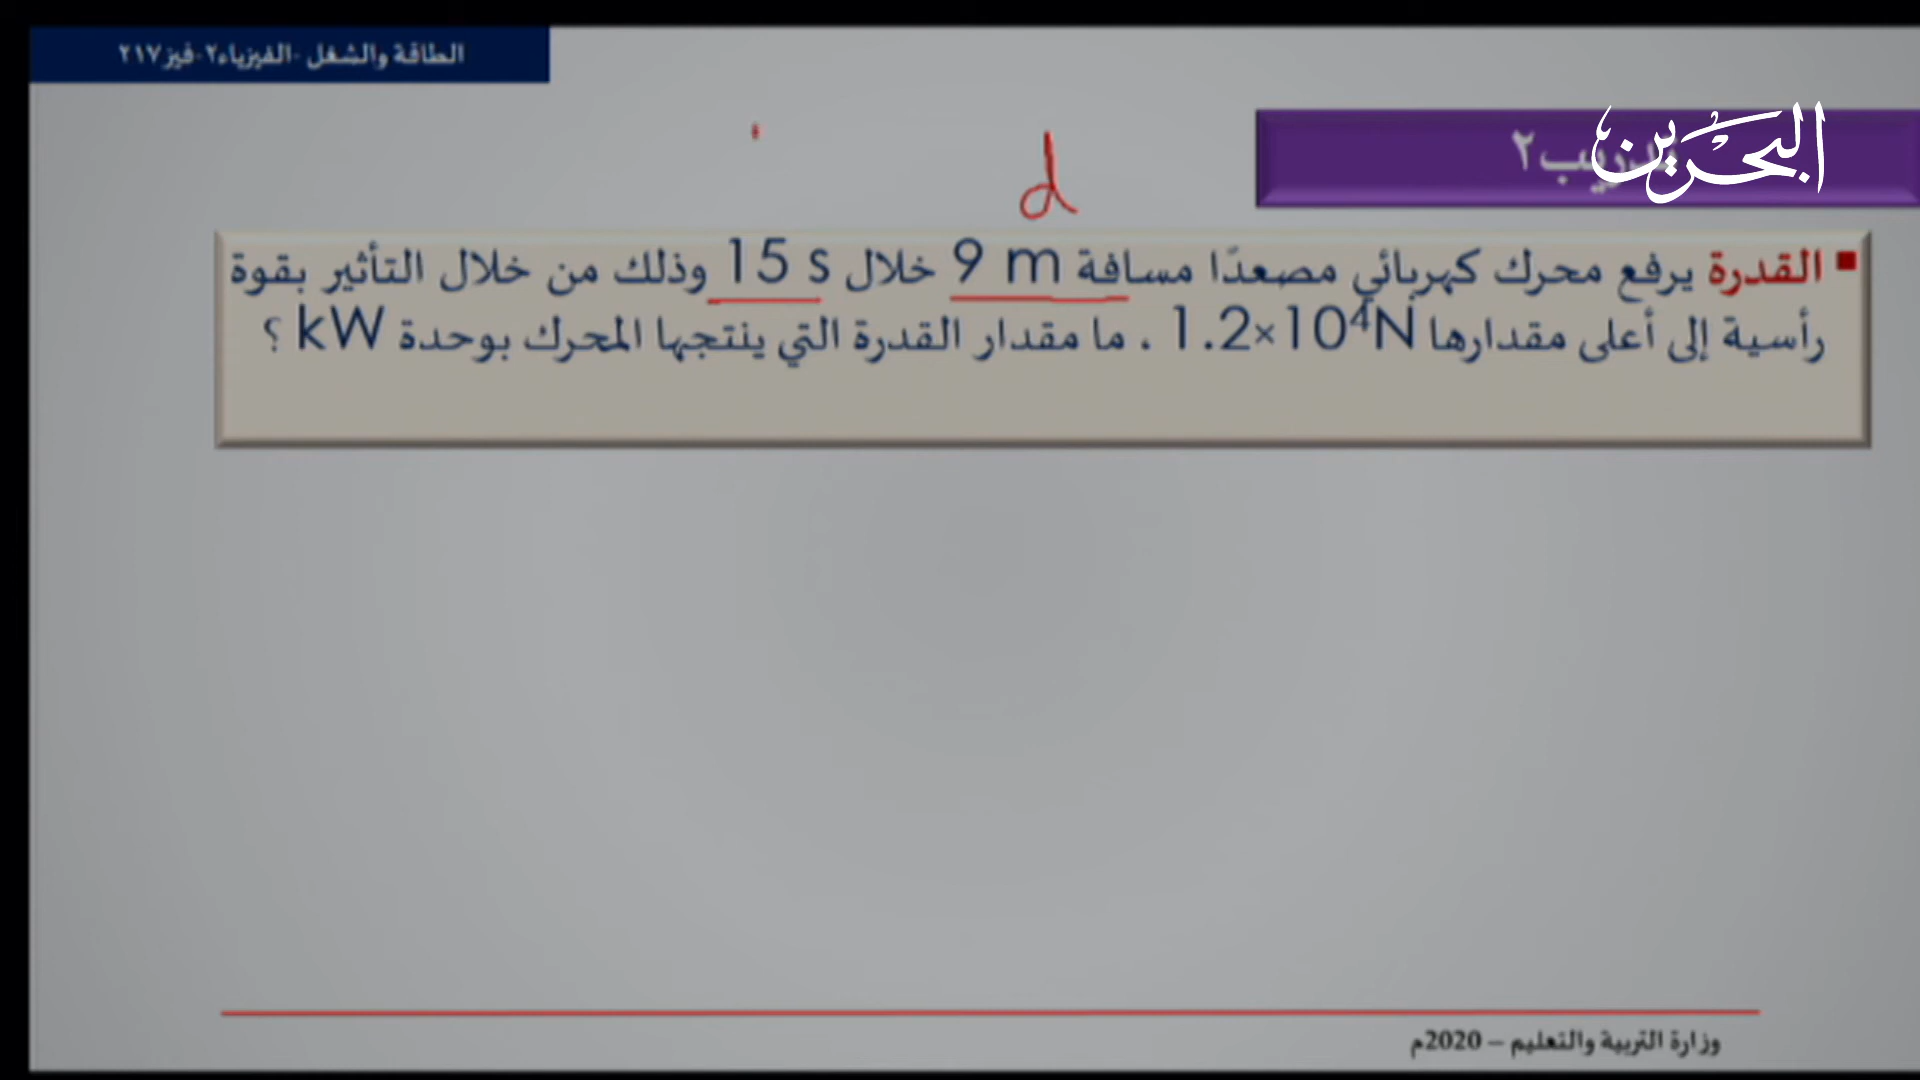 الطاقة والشغل -الفيزياء٢-فيز٢١٧
البحرين
تدريب ٢
d
القدرة يرفع محرك كهربائي مصعدًا مسافة 9 m خلال 15 s وذلك من خلال التأثير بقوة
رأسية إلى أعلى مقدارها 1.2×10⁴N . ما مقدار القدرة التي ينتجها المحرك بوحدة kW ؟
وزارة التربية والتعليم – 2020م